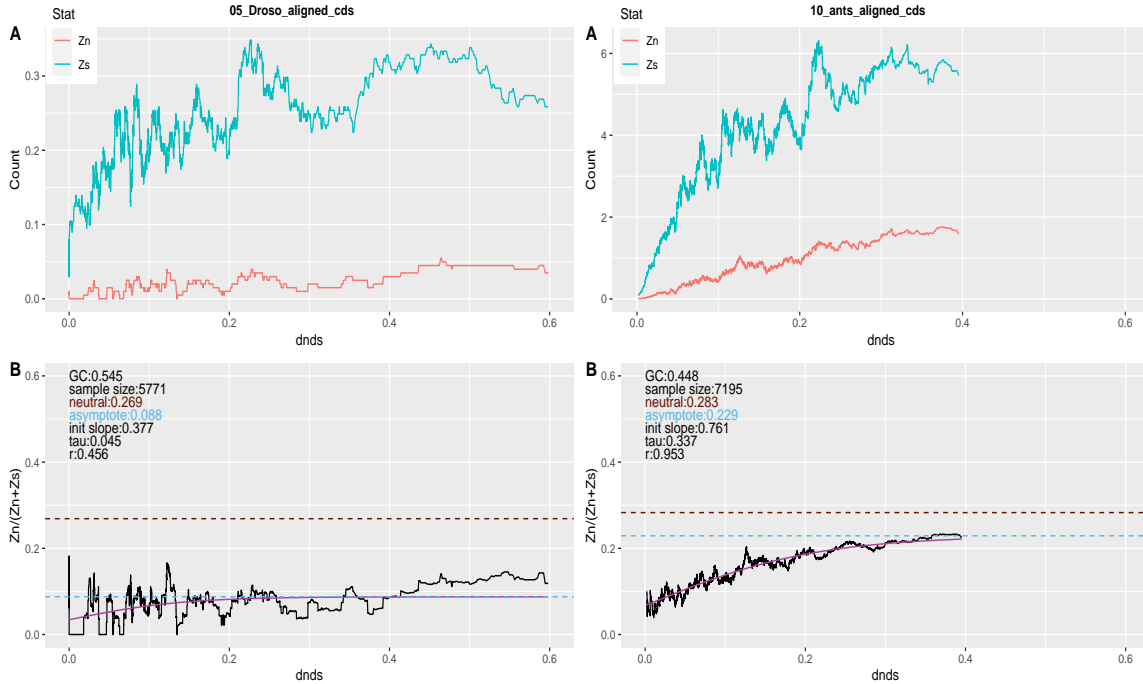 Stat
05_Droso_aligned_cds
A
Zn
Zs
Count
0.3
0.2
0.1
0.0
0.0
0.2
0.4
0.6
dnds
Stat
10_ants_aligned_cds
A
Zn
Zs
Count
6
4
2
0
0.0
0.2
0.4
0.6
dnds
B
GC:0.545
sample size:5771
neutral:0.269
asymptote:0.088
init slope:0.377
tau:0.045
r:0.456
Zn/(Zn+Zs)
0.6
0.4
0.2
0.0
0.0
0.2
0.4
0.6
dnds
B
GC:0.448
sample size:7195
neutral:0.283
asymptote:0.229
init slope:0.761
tau:0.337
r:0.953
Zn/(Zn+Zs)
0.6
0.4
0.2
0.0
0.0
0.2
0.4
0.6
dnds